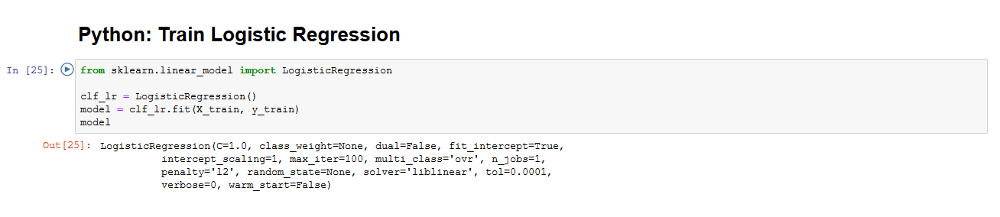 Python: Train Logistic Regression
In [25]:
from sklearn.linear_model import LogisticRegression
clf_lr = LogisticRegression()
model = clf_lr.fit(X_train, y_train)
model
Out[25]: LogisticRegression(C=1.0, class_weight=None, dual=False, fit_intercept=True,
intercept_scaling=1, max_iter=100, multi_class='ovr', n_jobs=1,
penalty='l2', random_state=None, solver='liblinear', tol=0.0001,
verbose=0, warm_start=False)